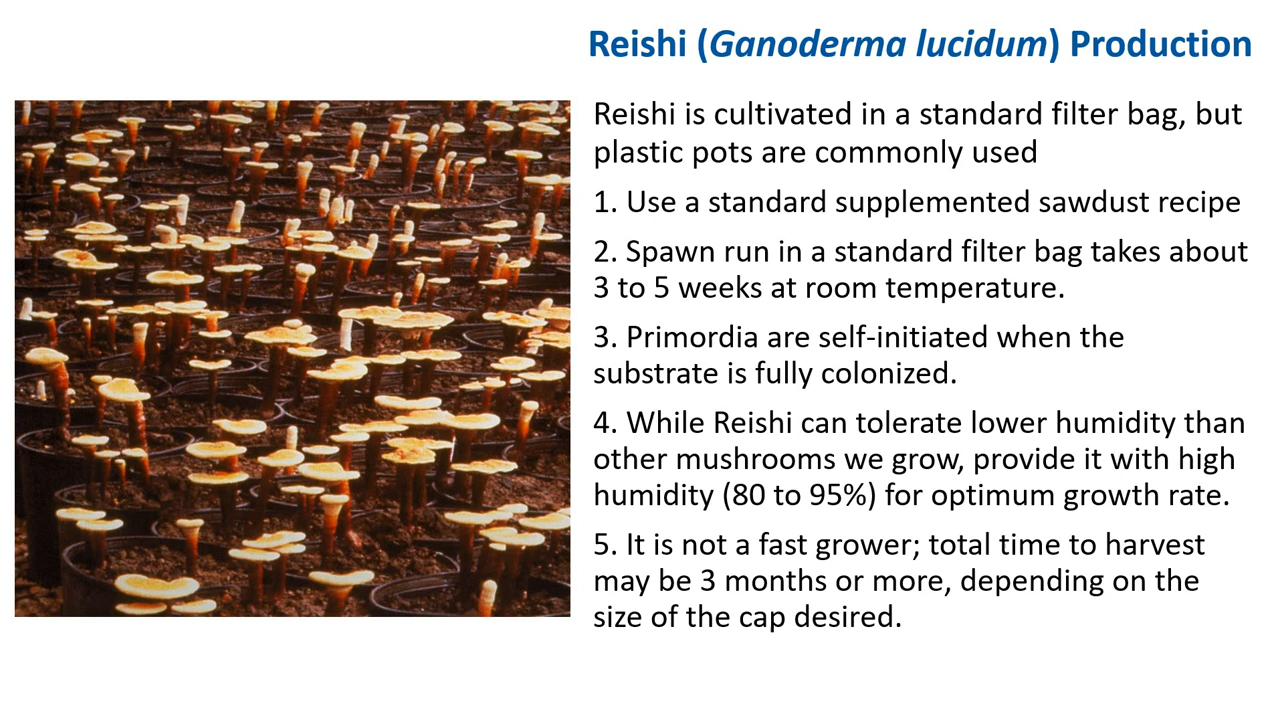 Reishi (Ganoderma lucidum) Production
Reishi is cultivated in a standard filter bag, but
plastic pots are commonly used
1. Use a standard supplemented sawdust recipe
2. Spawn run in a standard filter bag takes about
3 to 5 weeks at room temperature.
3. Primordia are self-initiated when the
substrate is fully colonized.
4. While Reishi can tolerate lower humidity than
other mushrooms we grow, provide it with high
humidity (80 to 95%) for optimum growth rate.
5. It is not a fast grower; total time to harvest
may be 3 months or more, depending on the
size of the cap desired.